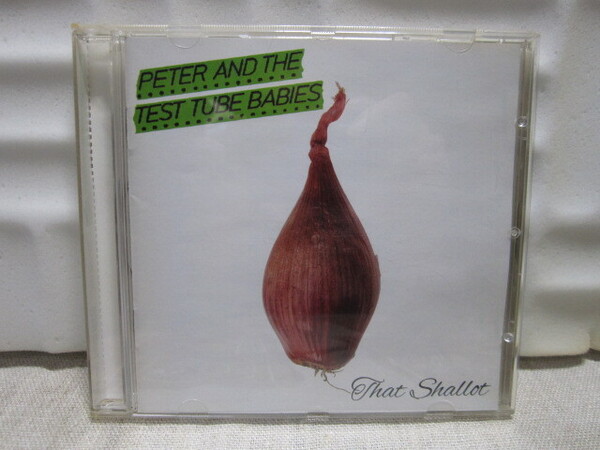 PETER AND THE
TEST TUBE BABIES
That Shallot